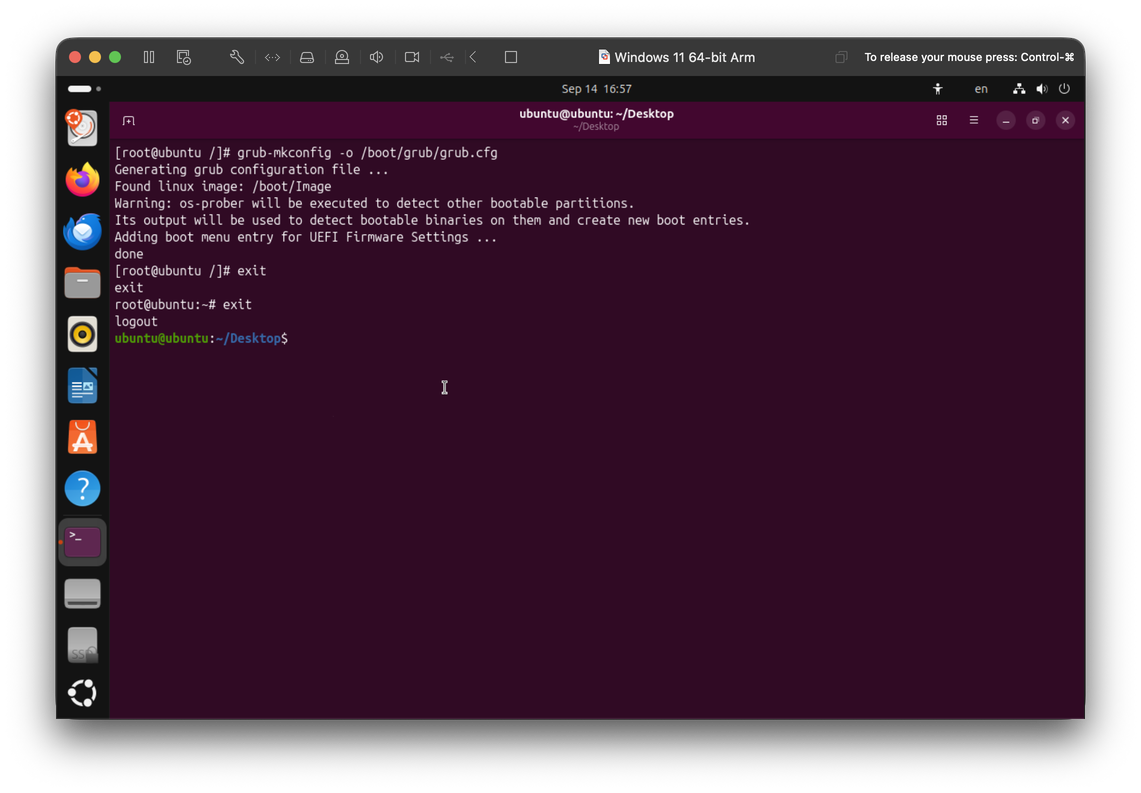 Windows 11 64-bit Arm
To release your mouse press: Control-⌘
Sep 14 16:57
en
ubuntu@ubuntu: ~/Desktop
~/Desktop
[root@ubuntu /]# grub-mkconfig -o /boot/grub/grub.cfg
Generating grub configuration file ...
Found linux image: /boot/Image
Warning: os-prober will be executed to detect other bootable partitions.
Its output will be used to detect bootable binaries on them and create new boot entries.
Adding boot menu entry for UEFI Firmware Settings ...
done
[root@ubuntu /]# exit
exit
root@ubuntu:~# exit
logout
ubuntu@ubuntu:~/Desktop$
>_
SSD